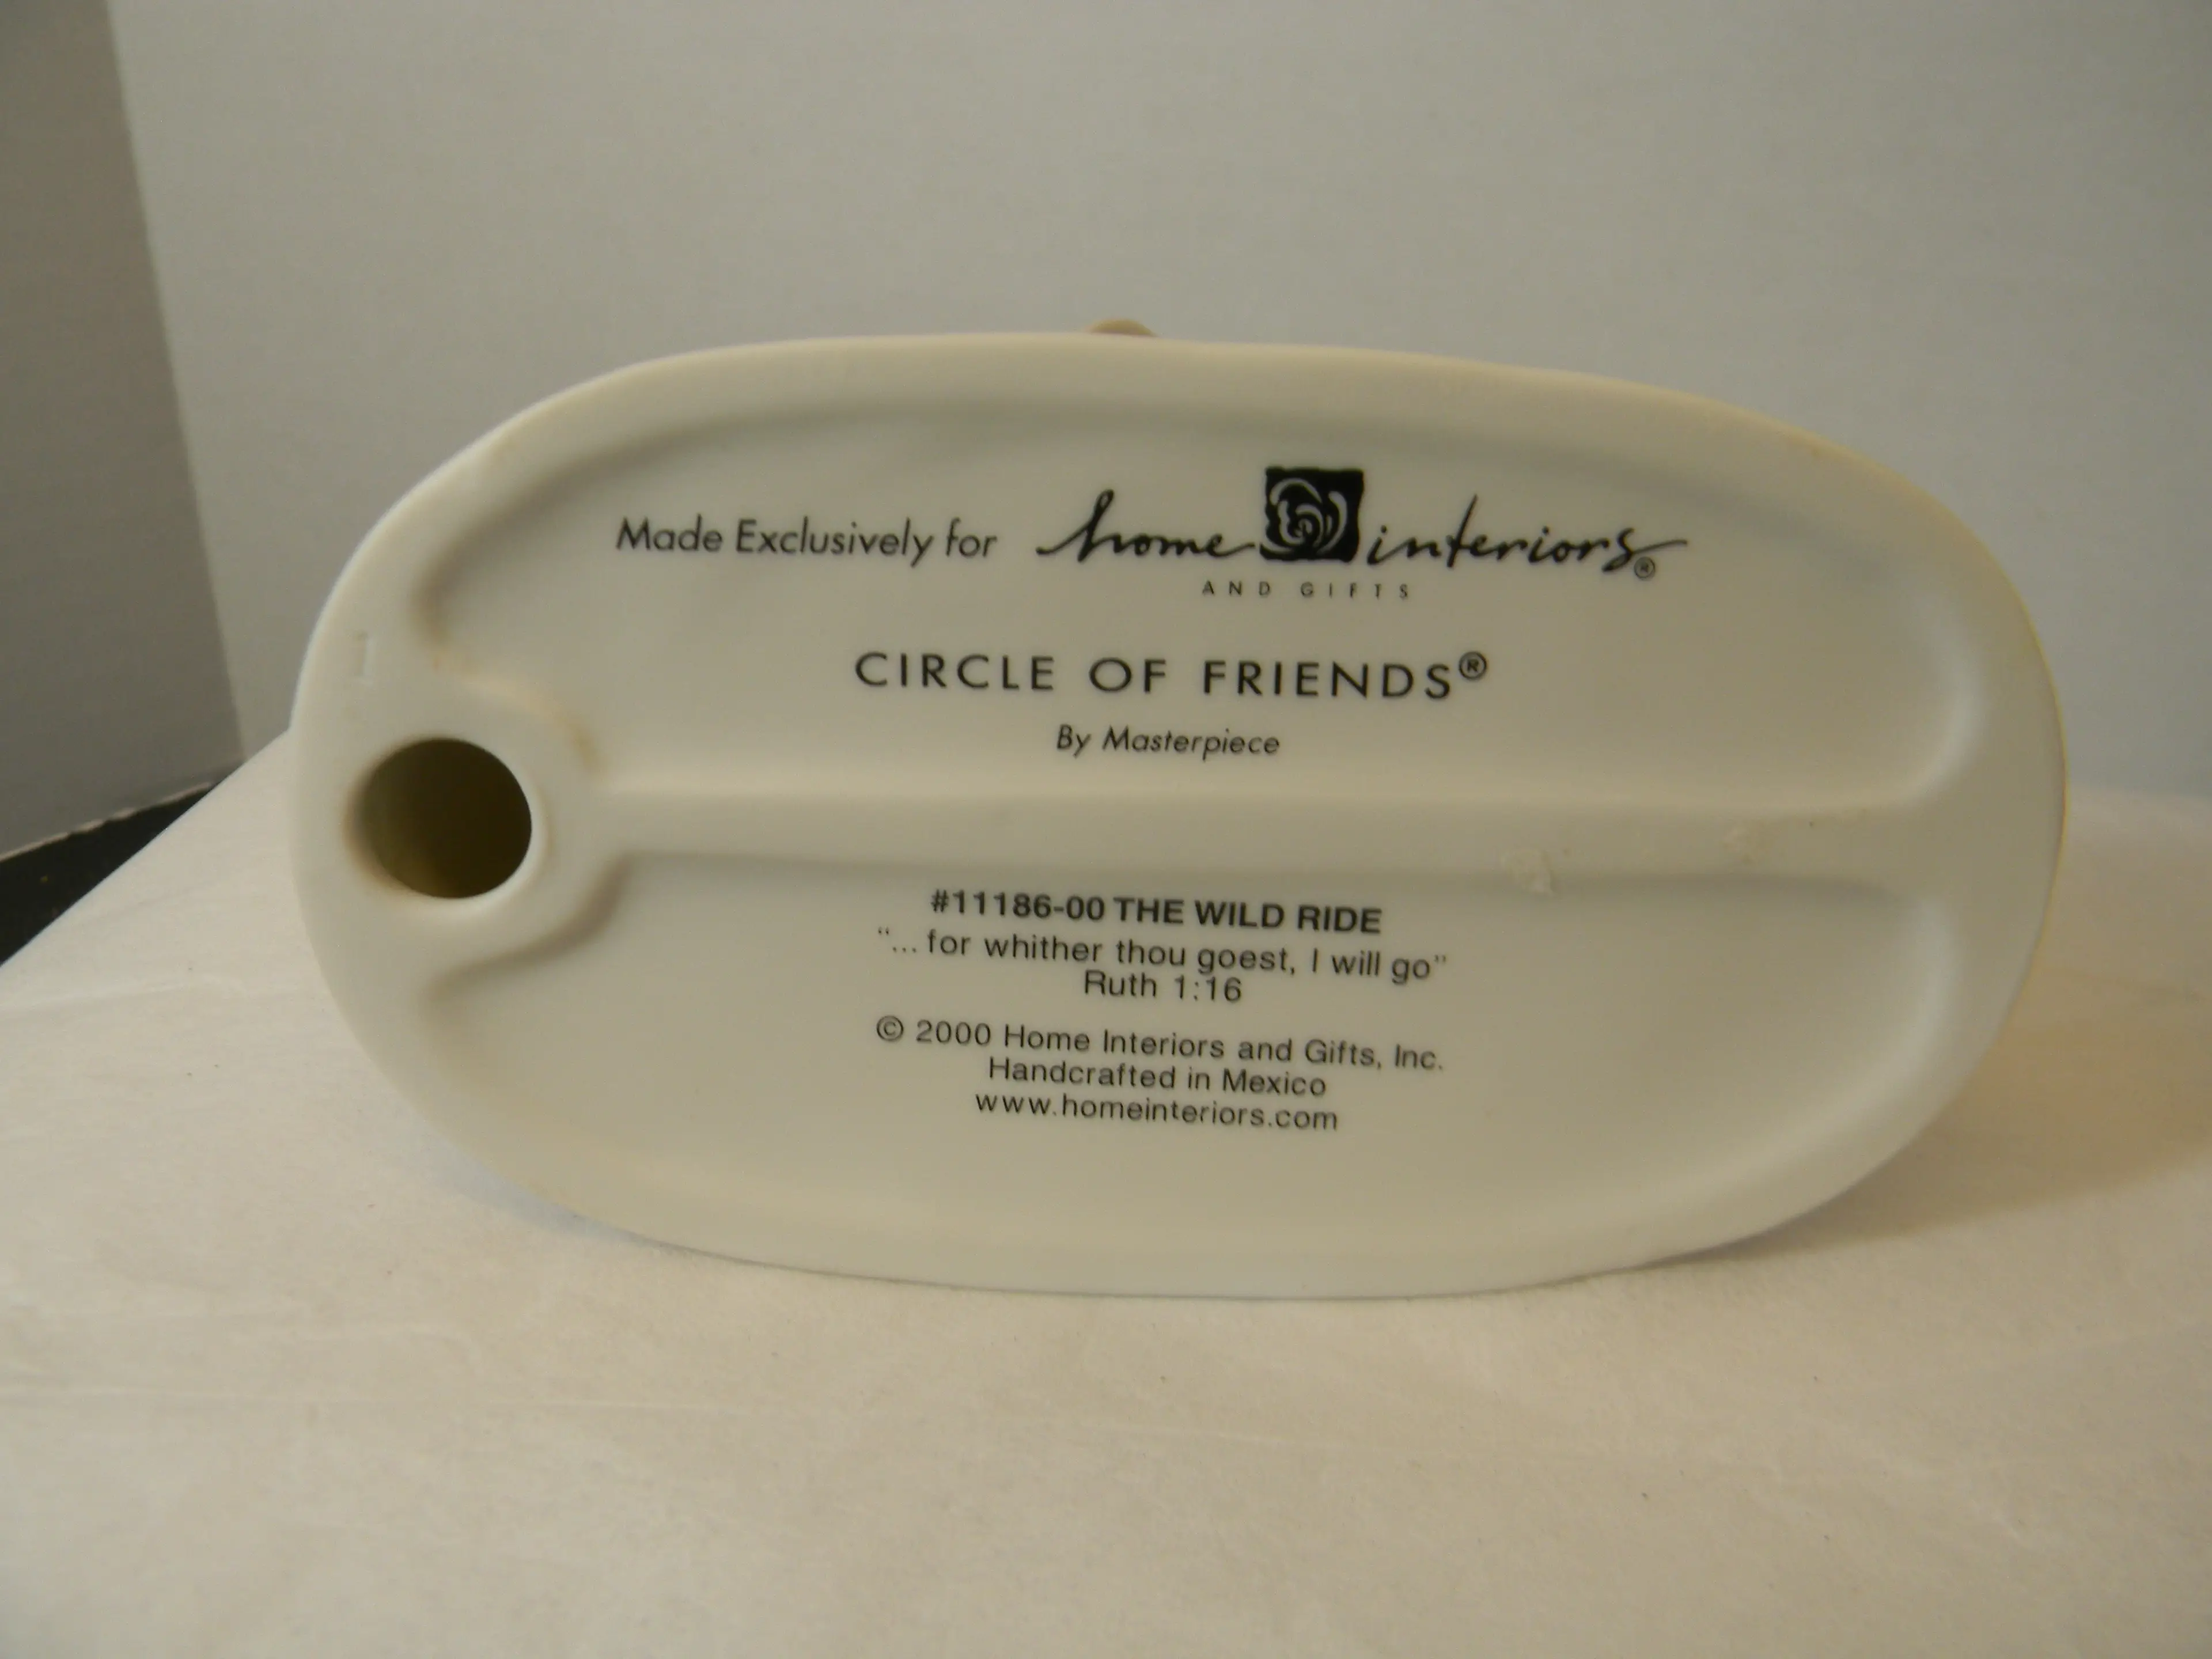 Made Exclusively for home interiors®
AND GIFTS
CIRCLE OF FRIENDS®
By Masterpiece
#11186-00 THE WILD RIDE
"... for whither thou goest, I will go"
Ruth 1:16
© 2000 Home Interiors and Gifts, Inc.
Handcrafted in Mexico
www.homeinteriors.com